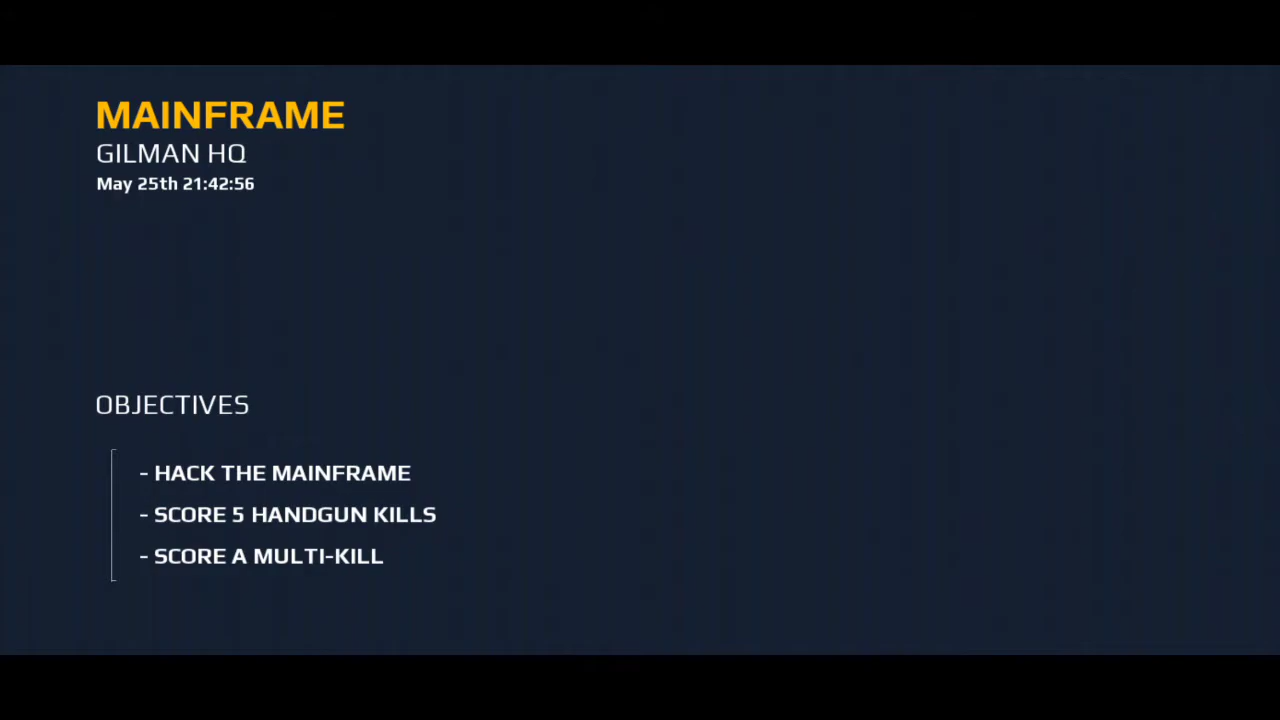 MAINFRAME
GILMAN HQ
May 25th 21:42:56
OBJECTIVES
- HACK THE MAINFRAME
- SCORE 5 HANDGUN KILLS
- SCORE A MULTI-KILL